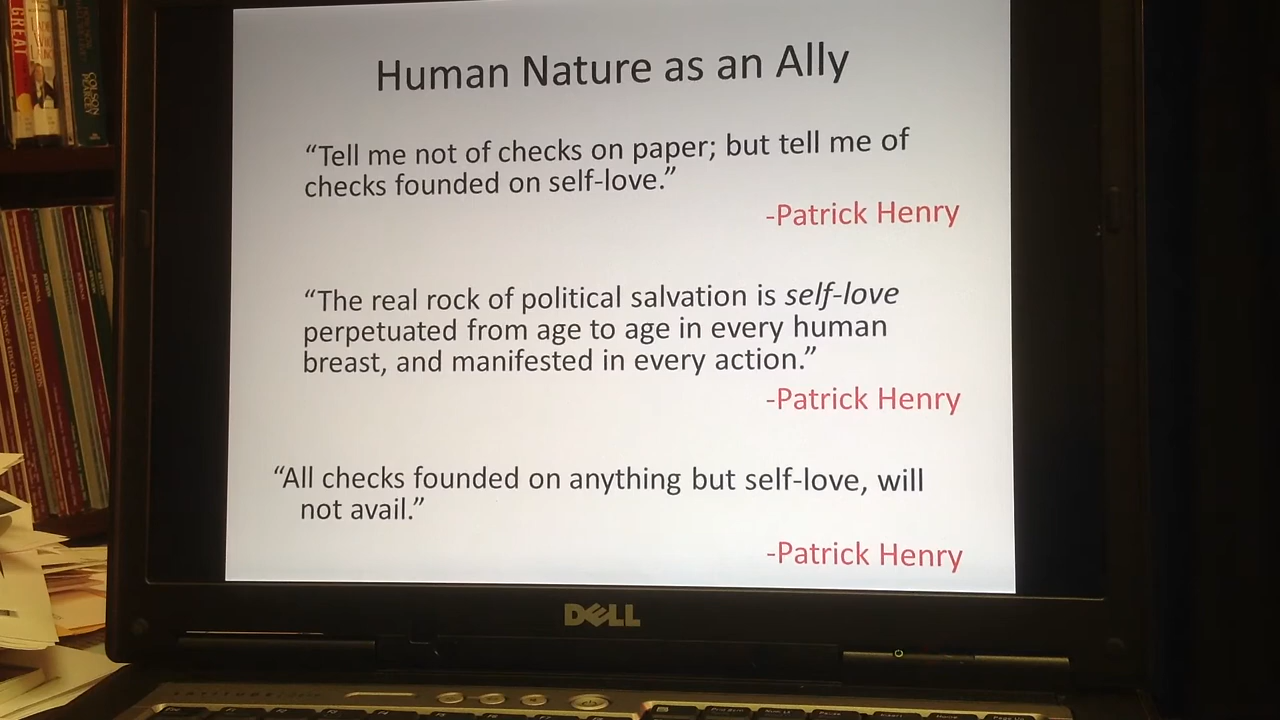 Human Nature as an Ally
“Tell me not of checks on paper; but tell me of
checks founded on self-love.”
-Patrick Henry
“The real rock of political salvation is self-love
perpetuated from age to age in every human
breast, and manifested in every action.”
-Patrick Henry
“All checks founded on anything but self-love, will
not avail.”
-Patrick Henry
DELL
GREAT
COLSON
PEARCEY